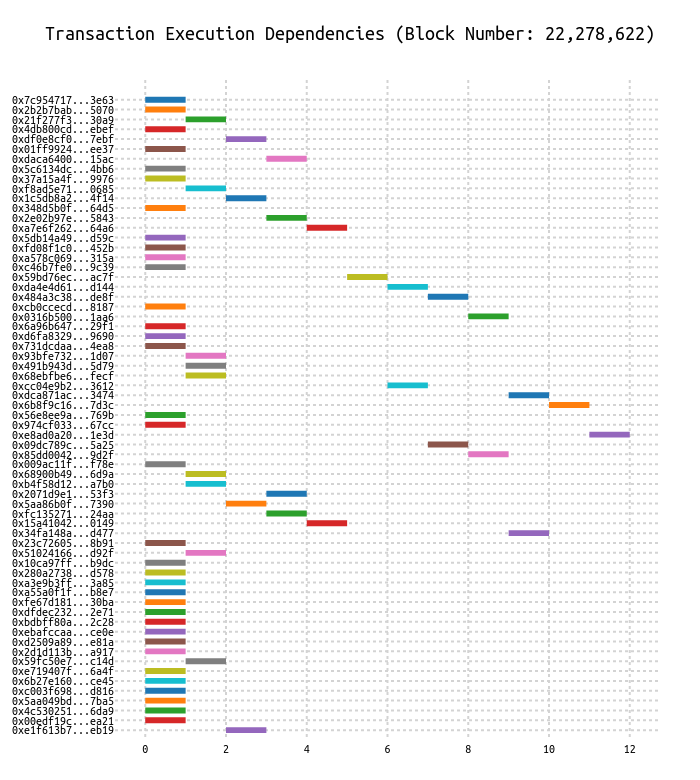 Transaction Execution Dependencies (Block Number: 22,278,622)
0x7c954717...3e63
0x2b2b7bab...5070
0x21f277f3...30a9
0x4db800cd...ebef
0xdf0e8cf0...7ebf
0x01ff9924...ee37
0xdaca6400...15ac
0x5c6134dc...4bb6
0x37a15a4f...9976
0xf8ad5e71...0685
0x1c5db8a2...4f14
0x348d5b0f...64d5
0x2e02b97e...5843
0xa7e6f262...64a6
0x5db14a49...d59c
0xfd08f1c0...452b
0xa578c069...315a
0xc46b7fe0...9c39
0x59bd76ec...ac7f
0xda4e4d61...d144
0x484a3c38...de8f
0xcb0ccecd...8187
0x0316b500...1aa6
0x6a96b647...29f1
0xd6fa8329...9690
0x731dcdaa...4ea8
0x93bfe732...1d07
0x491b943d...5d79
0x68ebfbe6...fecf
0xcc04e9b2...3612
0xdca871ac...3474
0x6b8f9c16...7d3c
0x56e8ee9a...769b
0x974cf033...67cc
0xe8ad0a20...1e3d
0x09dc789c...5a25
0x85dd0042...9d2f
0x009ac11f...f78e
0x68900b49...6d9a
0xb4f58d12...a7b0
0x2071d9e1...53f3
0x5aa86b0f...7390
0xfc135271...24aa
0x15a41042...0149
0x34fa148a...d477
0x23c72605...8b91
0x51024166...d92f
0x10ca97ff...b9dc
0x280a2738...d578
0xa3e9b3ff...3a85
0xa55a0f1f...b8e7
0xfe67d181...30ba
0xdfdec232...2e71
0xbdbff80a...2c28
0xebafccaa...ce0e
0xd2509a89...e81a
0x2d1d113b...a917
0x59fc50e7...c14d
0xe719407f...6a4f
0x6b27e160...ce45
0xc003f698...d816
0x5aa049bd...7ba5
0x4c530251...6da9
0x00edf19c...ea21
0xe1f613b7...eb19
0 2 4 6 8 10 12